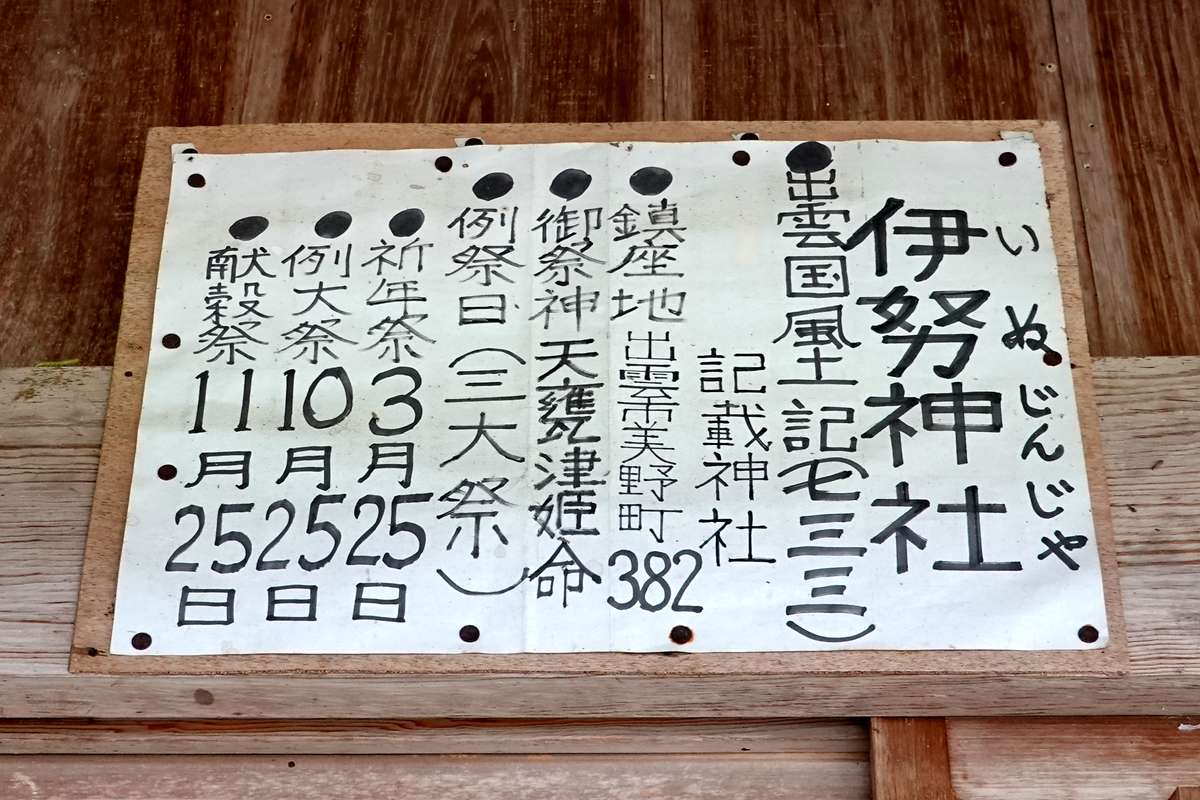 いぬじんじゃ
伊努神社
●出雲国風土記(七三三)
記載神社
●鎮座地 出雲市美野町382
●御祭神 天甕津姫命
●例祭日(三大祭)
●祈年祭3月25日
●例大祭10月25日
●献穀祭11月25日